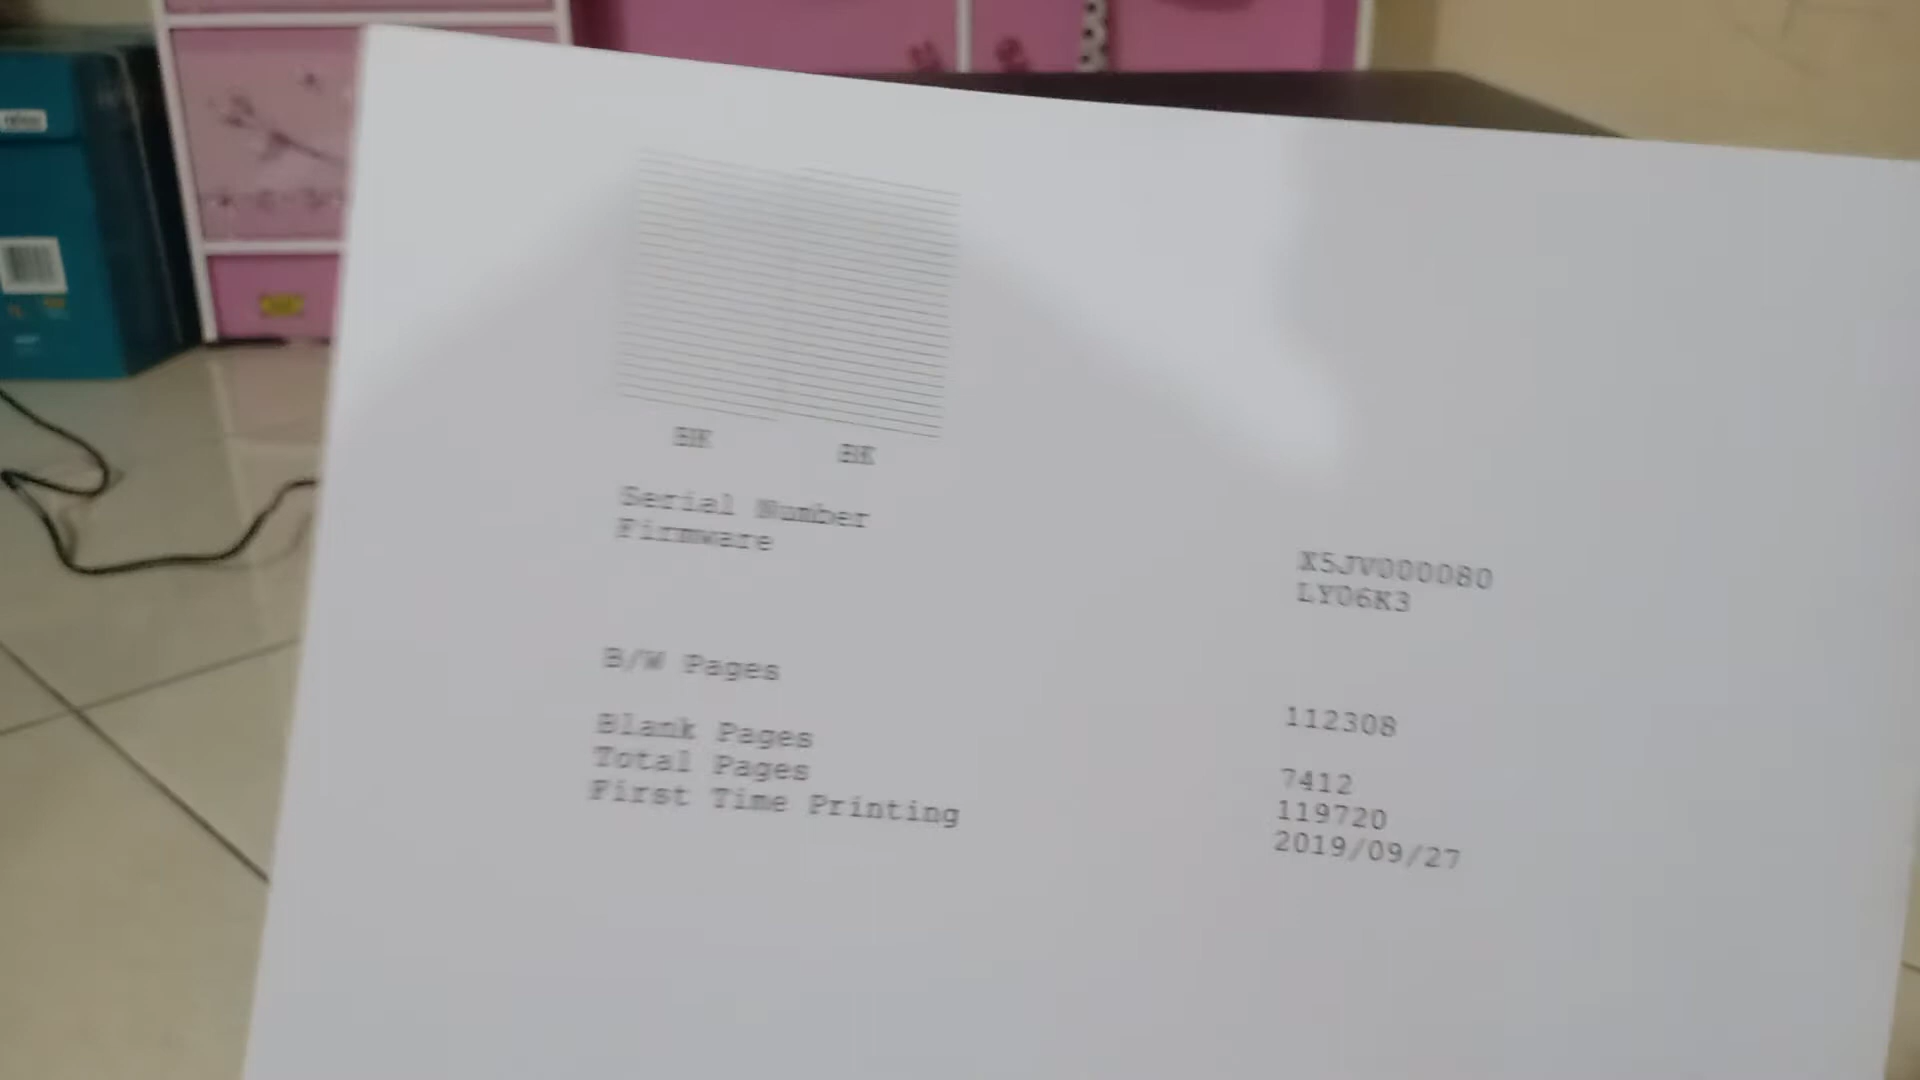 BK BK
Serial Number X5JV000080
Firmware LY06K3
B/W Pages 112308
Blank Pages 7412
Total Pages 119720
First Time Printing 2019/09/27